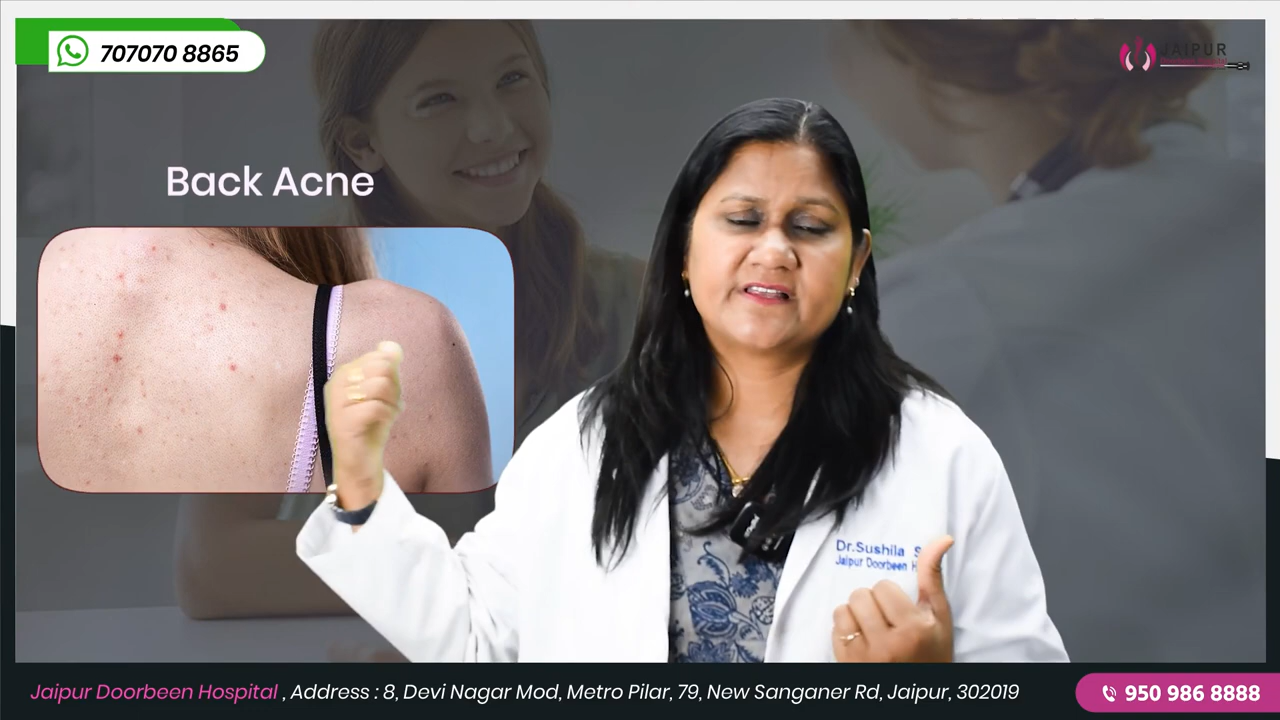 707070 8865
JAIPUR
Back Acne
Dr.Sushila S
Jaipur Doorbeen H
Jaipur Doorbeen Hospital , Address : 8, Devi Nagar Mod, Metro Pilar, 79, New Sanganer Rd, Jaipur, 302019
950 986 8888